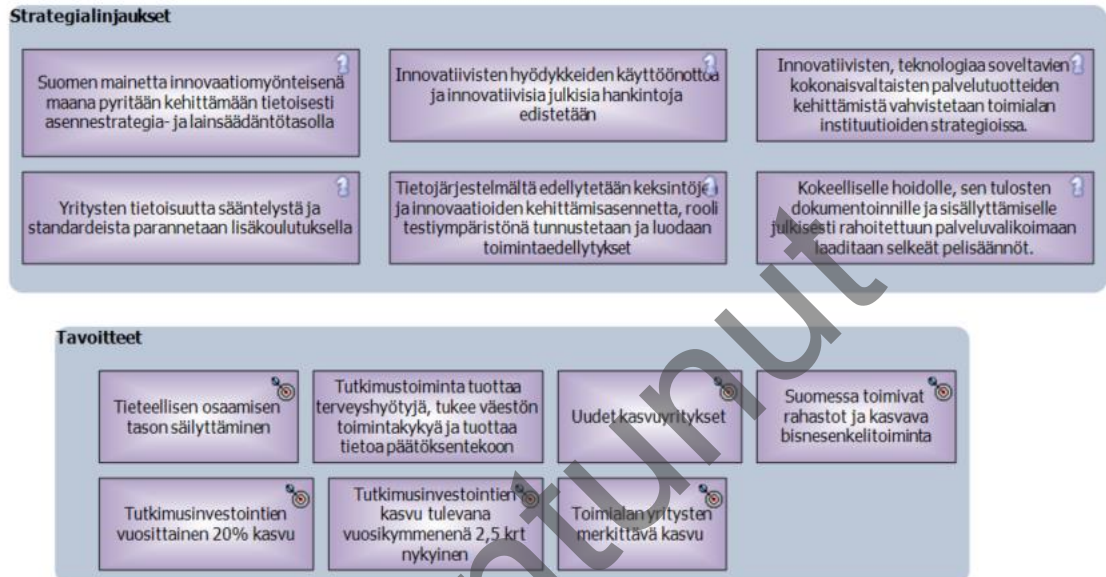 Strategialinjaukset
Suomen mainetta innovaatiomyönteisenä
maana pyritään kehittämään tietoisesti
asennestrategia- ja lainsäädäntötasolla
Innovatiivisten hyödykkeiden käyttöönottoa
ja innovatiivisia julkisia hankintoja
edistetään
Innovatiivisten, teknologiaa soveltavien
kokonaisvaltaisten palvelutuotteiden
kehittämistä vahvistetaan toimialan
instituutioiden strategioissa.
Yritysten tietoisuutta sääntelystä ja
standardeista parannetaan lisäkoulutuksella
Tietojärjestelmältä edellytetään keksintöjen
ja innovaatioiden kehittämisasennetta, rooli
testiympäristönä tunnustetaan ja luodaan
toimintaedellytykset
Kokeelliselle hoidolle, sen tulosten
dokumentoinnille ja sisällyttämiselle
julkisesti rahoitettuun palveluvalikoimaan
laaditaan selkeät pelisäännöt.
Tavoitteet
Tieteellisen osaamisen
tason säilyttäminen
Tutkimustoiminta tuottaa
terveyshyötyjä, tukee väestön
toimintakykyä ja tuottaa
tietoa päätöksentekoon
Uudet kasvuyritykset
Suomessa toimivat
rahastot ja kasvava
bisnesenkelitoiminta
Tutkimusinvestointien
vuosittainen 20% kasvu
Tutkimusinvestointien
kasvu tulevana
vuosikymmenenä 2,5 krt
nykyinen
Toimialan yritysten
merkittävä kasvu